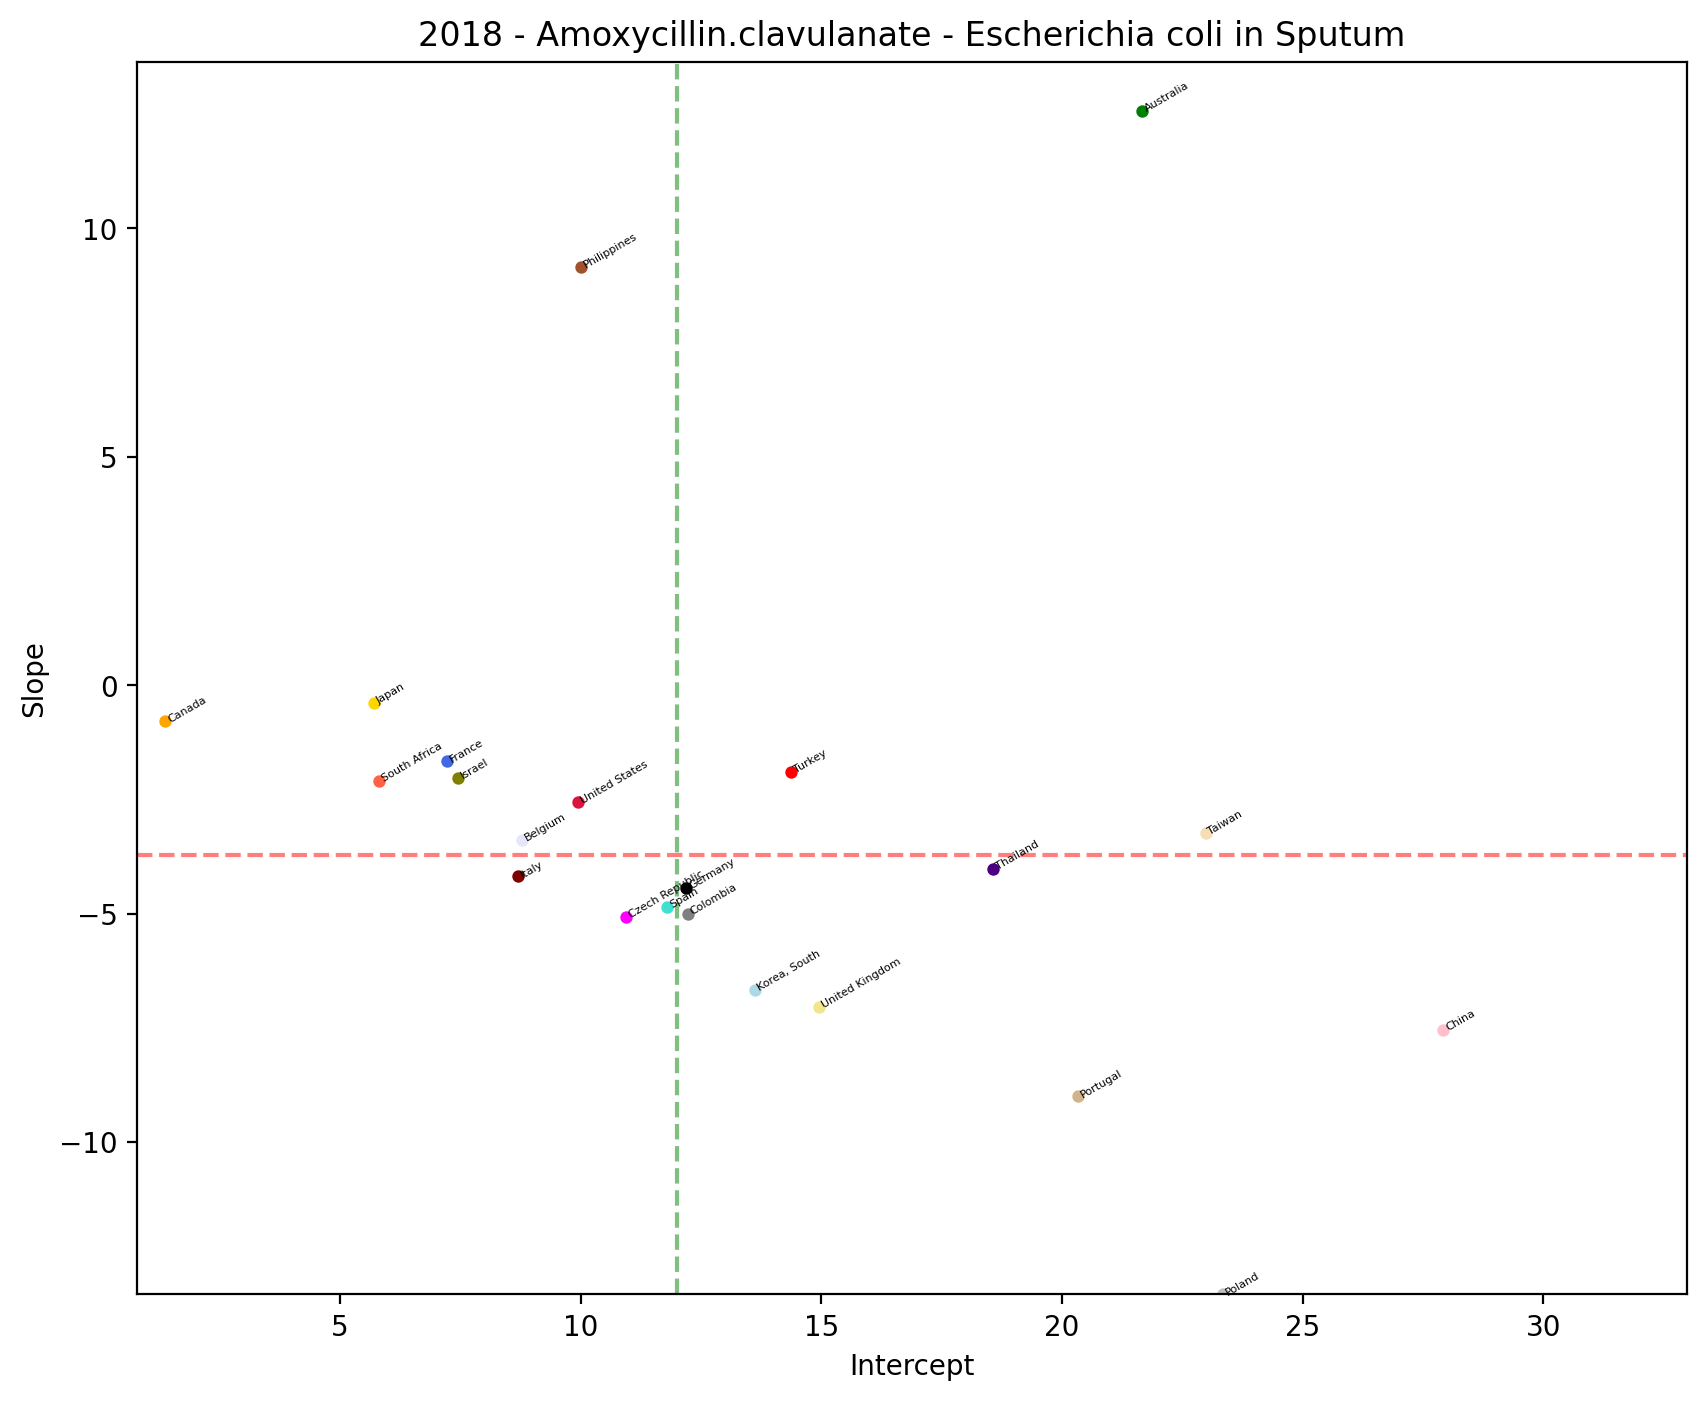 2018 - Amoxycillin.clavulanate - Escherichia coli in Sputum
Australia
10
Philippines
5
Slope
0
Canada
Japan
South Africa
France
Israel
United States
Turkey
Belgium
Taiwan
Italy
Thailand
Czech Republic
Spain
Germany
Colombia
−5
Korea, South
United Kingdom
China
Portugal
−10
Poland
5
10
15
20
25
30
Intercept